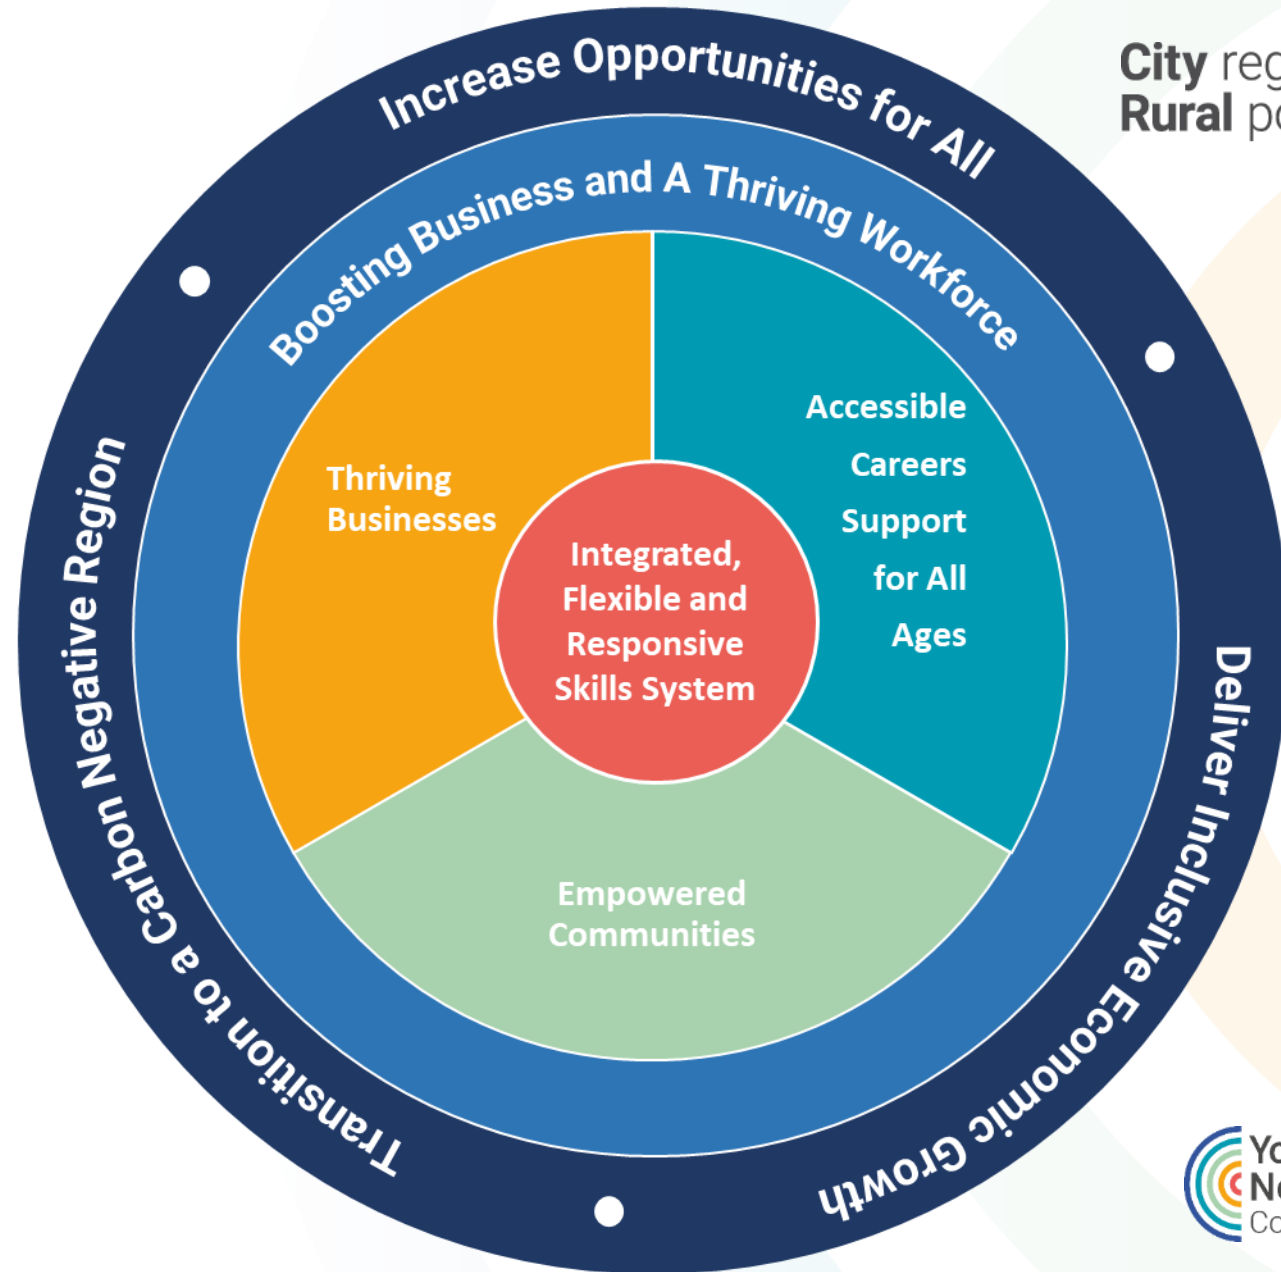 Increase Opportunities for All
City
Rural
Boosting Business and A Thriving Workforce
Accessible
Careers
Support
for All
Ages
Thriving
Businesses
Integrated,
Flexible and
Responsive
Skills System
Transition to a Carbon Negative Region
Deliver Inclusive Economic Growth
Empowered
Communities